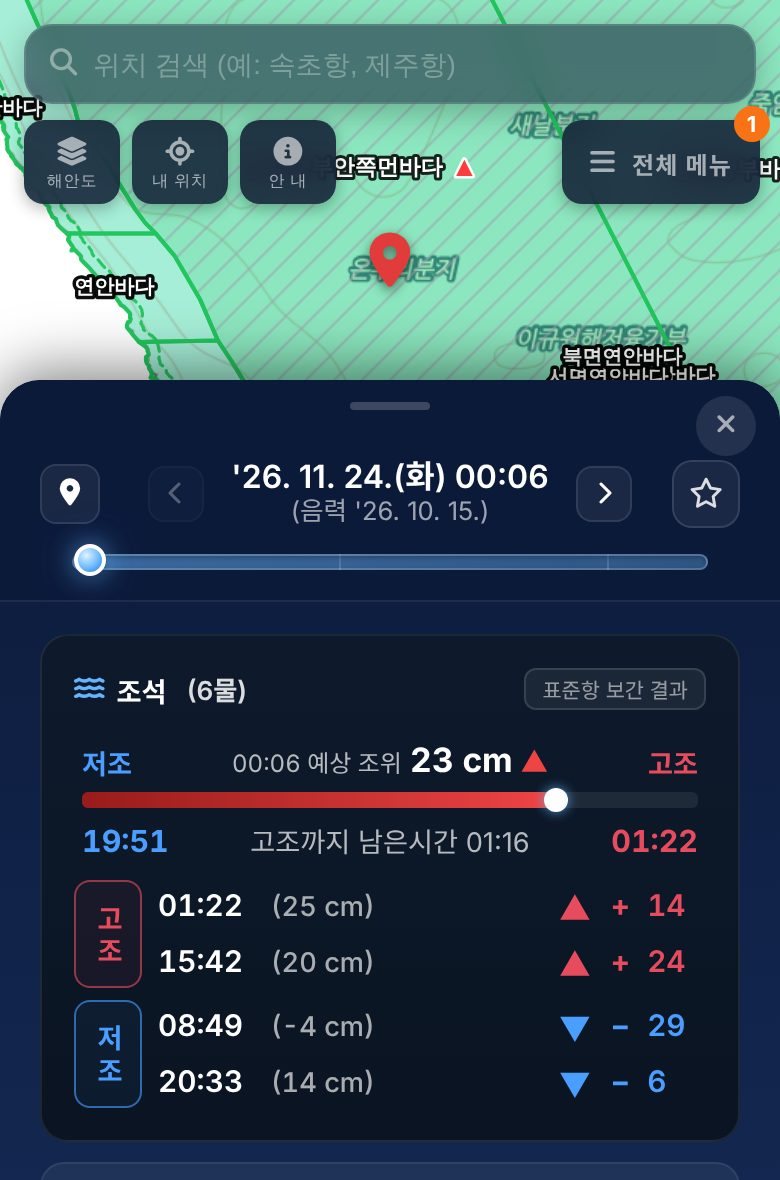 위치 검색 (예: 속초항, 제주항)
바다
해안도
내 위치
안 내
안쪽먼바다
1
전체 메뉴
연안바다
북면연안바다
'26. 11. 24.(화) 00:06
(음력 '26. 10. 15.)
조석 (6물)
표준항 보간 결과
저조
00:06 예상 조위 23 cm ▲
고조
19:51
고조까지 남은시간 01:16
01:22
고조
01:22 (25 cm) ▲ + 14
15:42 (20 cm) ▲ + 24
저조
08:49 (-4 cm) ▼ − 29
20:33 (14 cm) ▼ − 6